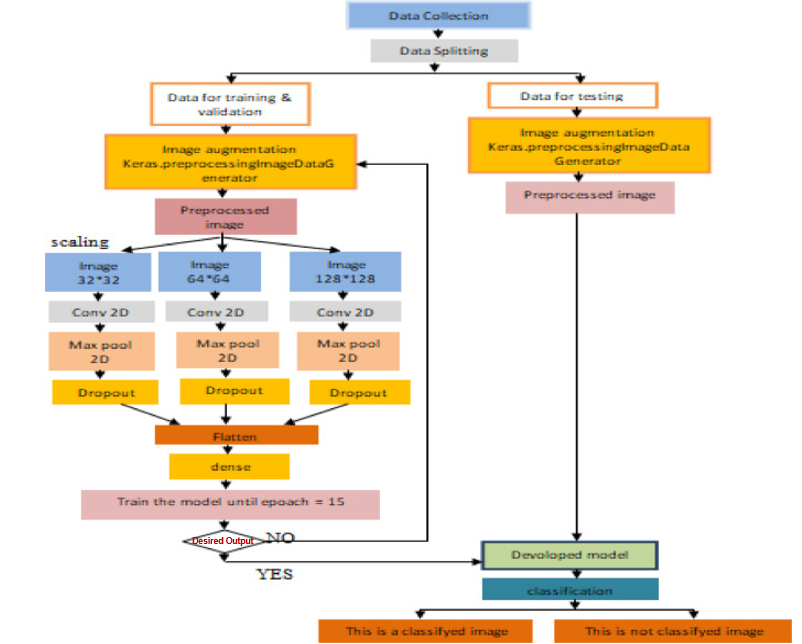 Data Collection
Data Splitting
Data for training &
validation
Data for testing
Image augmentation
Keras.preprocessingImageDataG
enerator
Image augmentation
Keras.preprocessingImageData
Generator
Preprocessed
image
Preprocessed image
scaling
Image
32*32
Image
64*64
Image
128*128
Conv 2D
Conv 2D
Conv 2D
Max pool
2D
Max pool
2D
Max pool
2D
Dropout
Dropout
Dropout
Flatten
dense
Train the model until epoach = 15
Desired Output
NO
YES
Devoloped model
classification
This is a classifyed image
This is not classifyed image